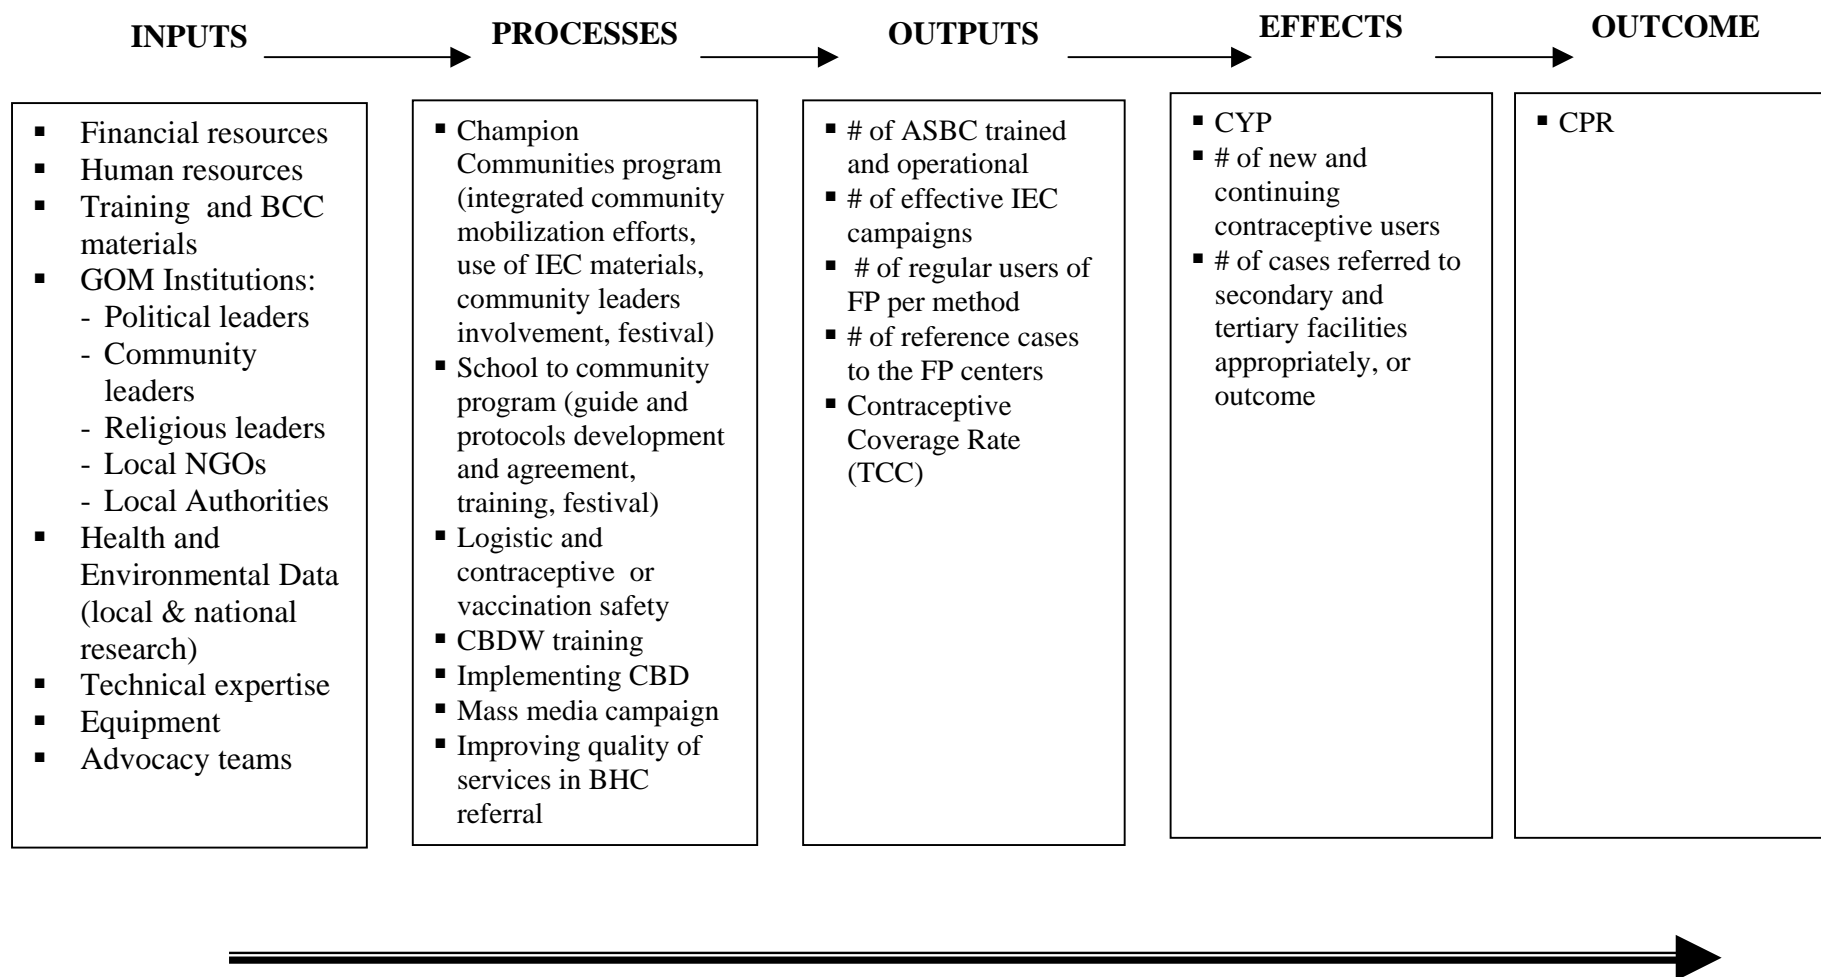 INPUTS
PROCESSES
OUTPUTS
EFFECTS
OUTCOME
▪ Financial resources
▪ Human resources
▪ Training and BCC
materials
▪ GOM Institutions:
- Political leaders
- Community
leaders
- Religious leaders
- Local NGOs
- Local Authorities
▪ Health and
Environmental Data
(local & national
research)
▪ Technical expertise
▪ Equipment
▪ Advocacy teams
▪ Champion
Communities program
(integrated community
mobilization efforts,
use of IEC materials,
community leaders
involvement, festival)
▪ School to community
program (guide and
protocols development
and agreement,
training, festival)
▪ Logistic and
contraceptive or
vaccination safety
▪ CBDW training
▪ Implementing CBD
▪ Mass media campaign
▪ Improving quality of
services in BHC
referral
▪ # of ASBC trained
and operational
▪ # of effective IEC
campaigns
▪ # of regular users of
FP per method
▪ # of reference cases
to the FP centers
▪ Contraceptive
Coverage Rate
(TCC)
▪ CYP
▪ # of new and
continuing
contraceptive users
▪ # of cases referred to
secondary and
tertiary facilities
appropriately, or
outcome
▪ CPR